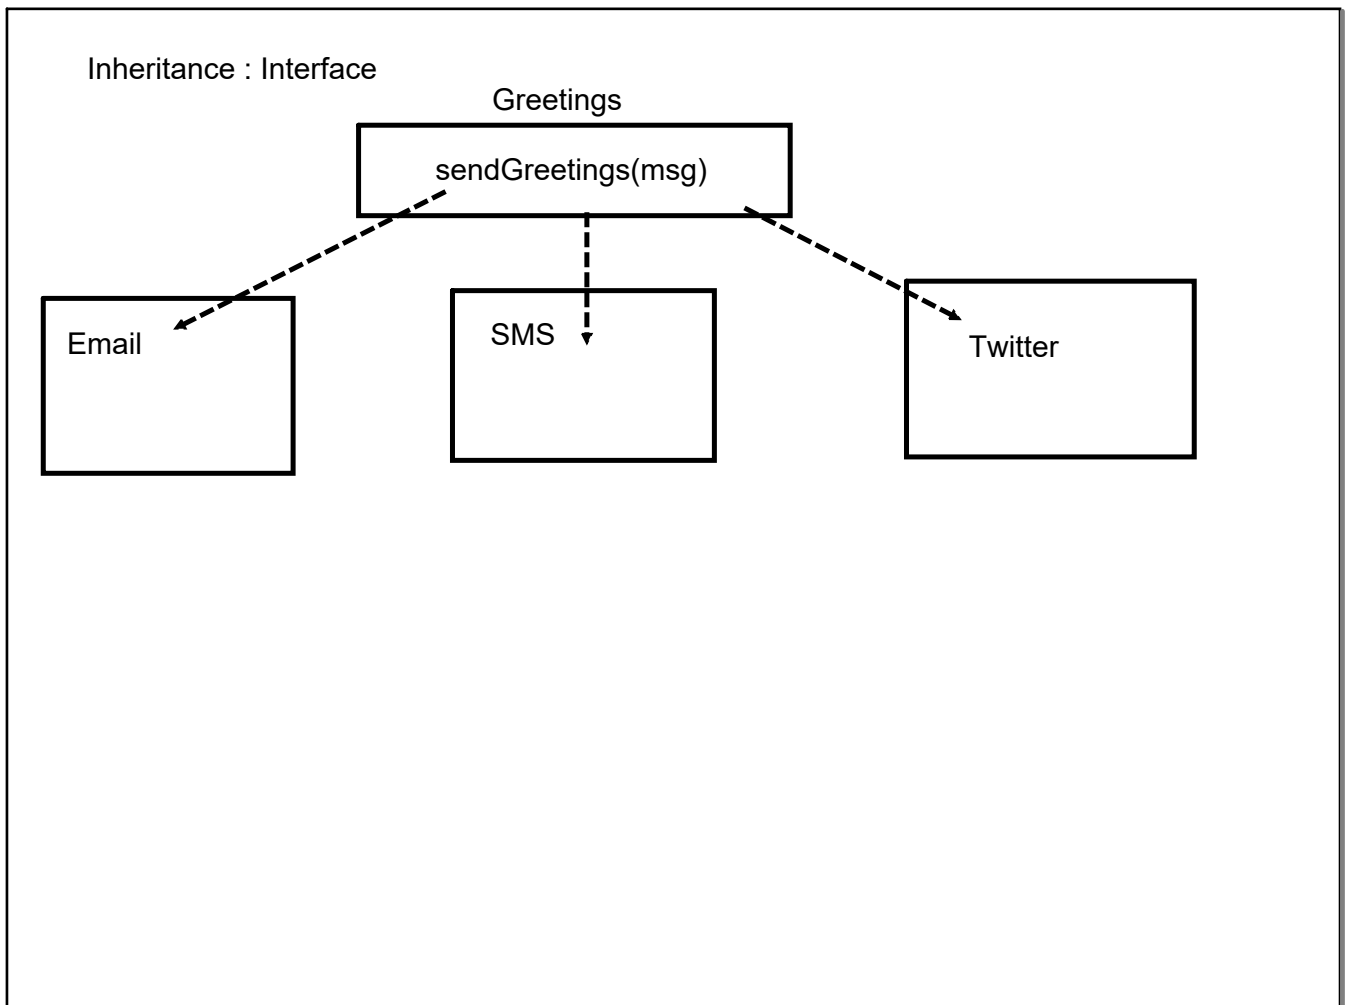 Inheritance : Interface
Greetings
sendGreetings(msg)
Email
SMS
Twitter